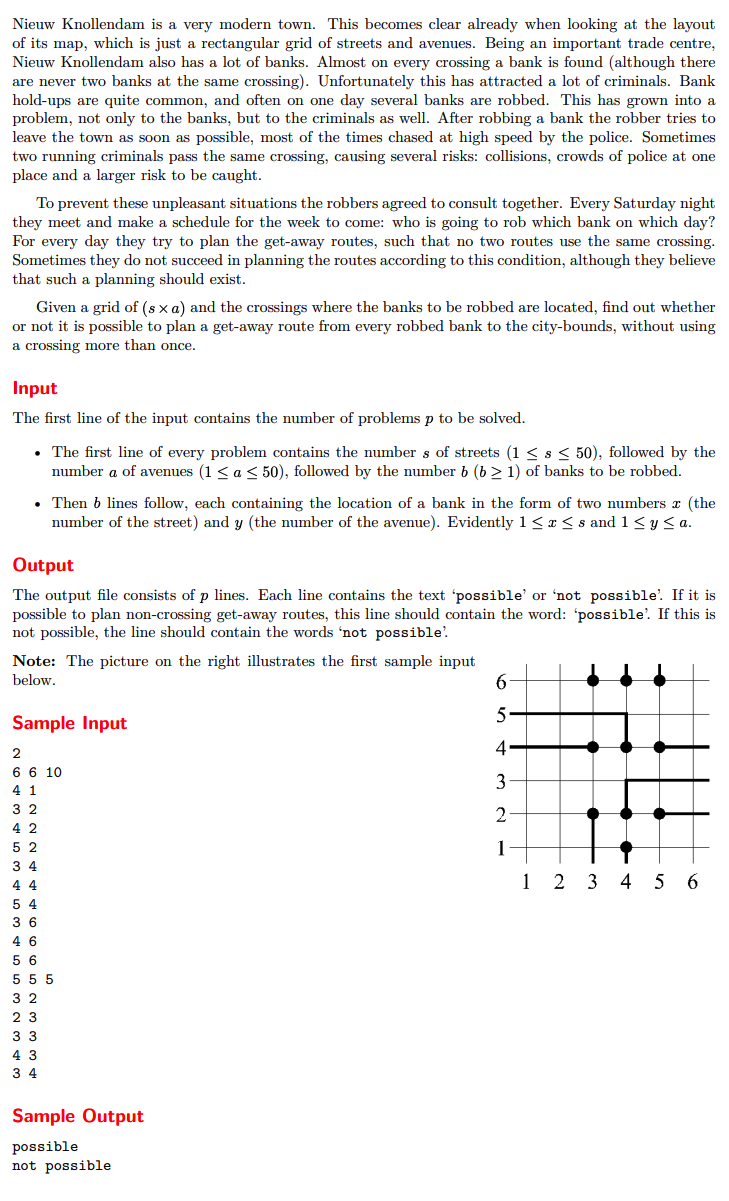 Nieuw Knollendam is a very modern town. This becomes clear already when looking at the layout
of its map, which is just a rectangular grid of streets and avenues. Being an important trade centre,
Nieuw Knollendam also has a lot of banks. Almost on every crossing a bank is found (although there
are never two banks at the same crossing). Unfortunately this has attracted a lot of criminals. Bank
hold-ups are quite common, and often on one day several banks are robbed. This has grown into a
problem, not only to the banks, but to the criminals as well. After robbing a bank the robber tries to
leave the town as soon as possible, most of the times chased at high speed by the police. Sometimes
two running criminals pass the same crossing, causing several risks: collisions, crowds of police at one
place and a larger risk to be caught.
To prevent these unpleasant situations the robbers agreed to consult together. Every Saturday night
they meet and make a schedule for the week to come: who is going to rob which bank on which day?
For every day they try to plan the get-away routes, such that no two routes use the same crossing.
Sometimes they do not succeed in planning the routes according to this condition, although they believe
that such a planning should exist.
Given a grid of (s × a) and the crossings where the banks to be robbed are located, find out whether
or not it is possible to plan a get-away route from every robbed bank to the city-bounds, without using
a crossing more than once.
Input
The first line of the input contains the number of problems p to be solved.
• The first line of every problem contains the number s of streets (1 ≤ s ≤ 50), followed by the
number a of avenues (1 ≤ a ≤ 50), followed by the number b (b ≥ 1) of banks to be robbed.
• Then b lines follow, each containing the location of a bank in the form of two numbers x (the
number of the street) and y (the number of the avenue). Evidently 1 ≤ x ≤ s and 1 ≤ y ≤ a.
Output
The output file consists of p lines. Each line contains the text ‘possible’ or ‘not possible’. If it is
possible to plan non-crossing get-away routes, this line should contain the word: ‘possible’. If this is
not possible, the line should contain the words ‘not possible’.
Note: The picture on the right illustrates the first sample input
below.
6
5
4
3
2
1
1 2 3 4 5 6
Sample Input
2
6 6 10
4 1
3 2
4 2
5 2
3 4
4 4
5 4
3 6
4 6
5 6
5 5 5
3 2
2 3
3 3
4 3
3 4
Sample Output
possible
not possible